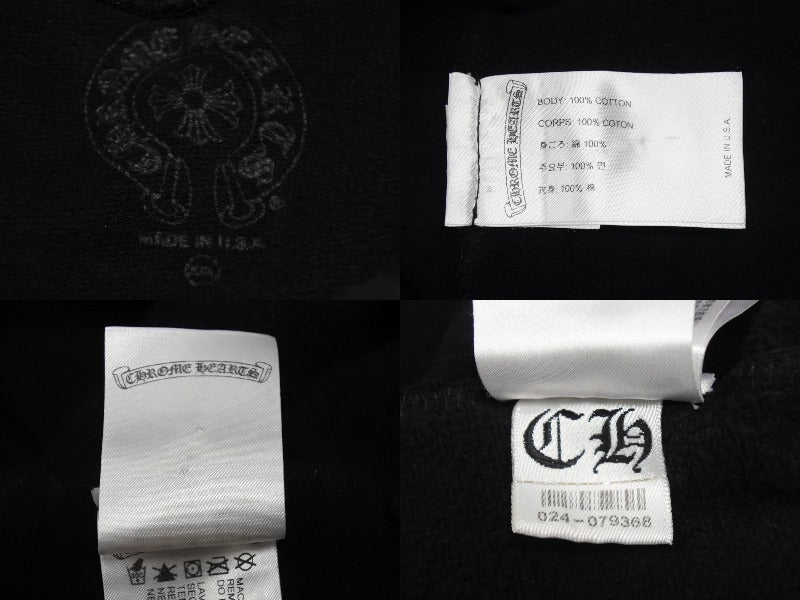 CHROME HEARTS
®
MADE IN U.S.A
CHROME HEARTS
BODY: 100% COTTON
CORPS: 100% COTON
身ごろ: 綿 100%
주요부: 100% 면
衣身: 100% 棉
MADE IN U.S.A.
CHROME HEARTS
CH
024-079368